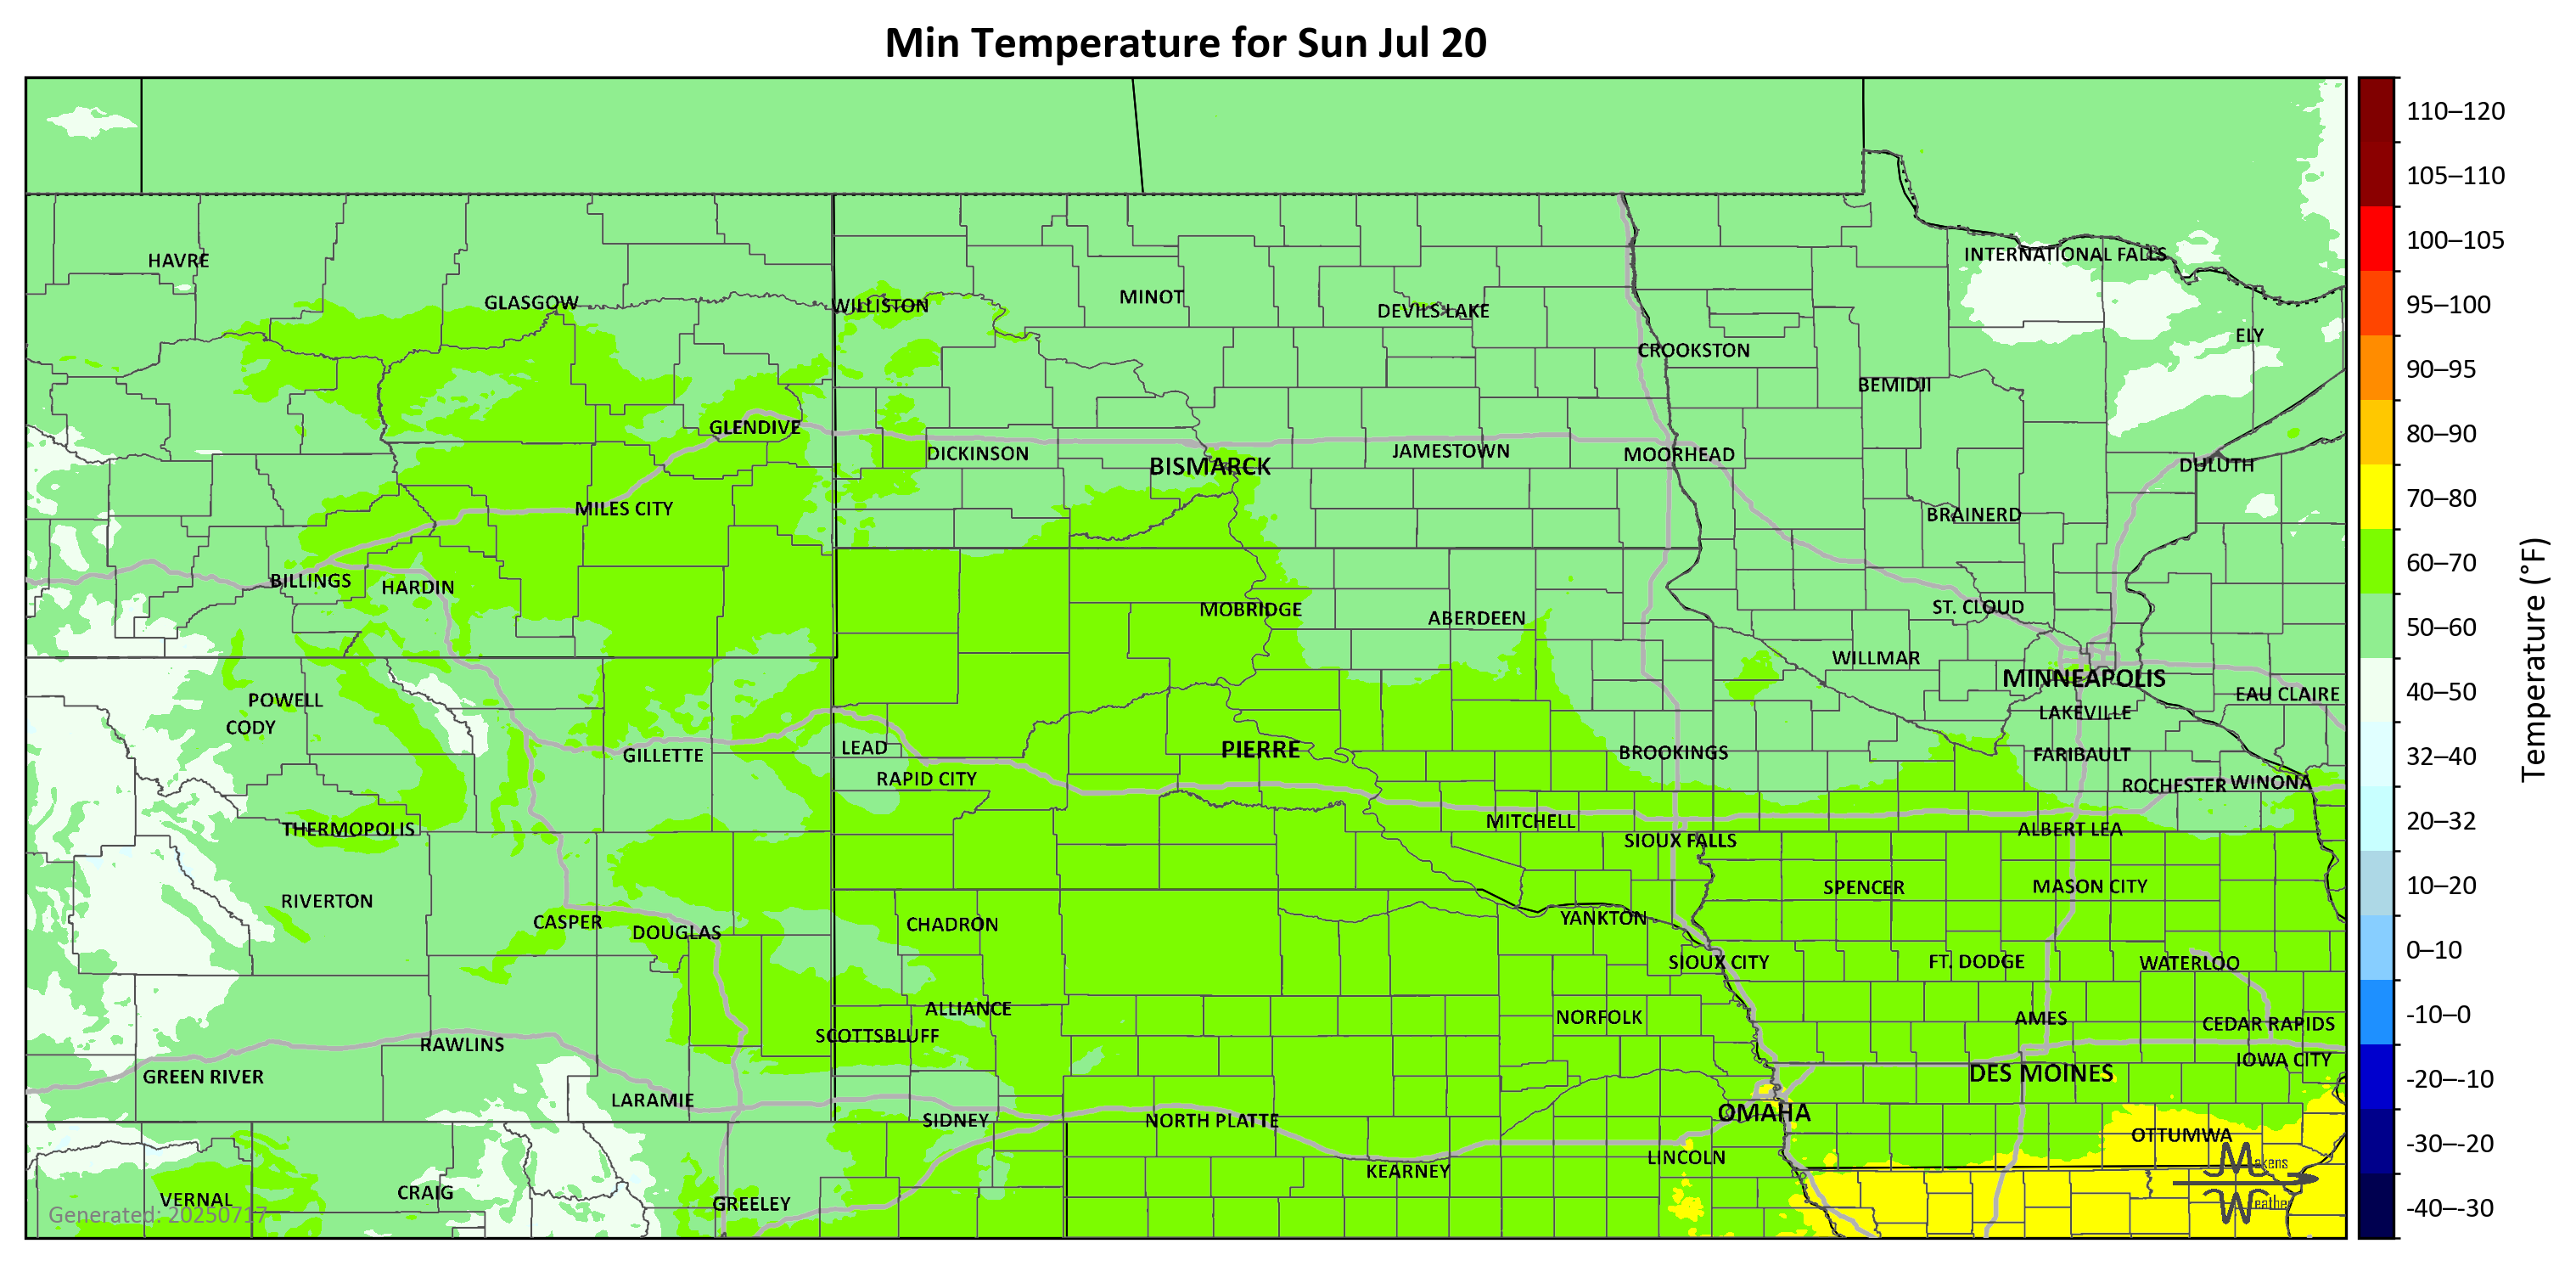 Min Temperature for Sun Jul 20
110–120
105–110
100–105
95–100
90–95
80–90
70–80
60–70
50–60
40–50
32–40
20–32
10–20
0–10
-10–0
-20–-10
-30–-20
-40–-30
Temperature (°F)
HAVRE
GLASGOW
WILLISTON
MINOT
DEVILS LAKE
CROOKSTON
BEMIDJI
INTERNATIONAL FALLS
ELY
GLENDIVE
DICKINSON
BISMARCK
JAMESTOWN
MOORHEAD
DULUTH
MILES CITY
BRAINERD
BILLINGS
HARDIN
MOBRIDGE
ABERDEEN
ST. CLOUD
WILLMAR
MINNEAPOLIS
EAU CLAIRE
POWELL
CODY
LAKEVILLE
GILLETTE
LEAD
PIERRE
BROOKINGS
FARIBAULT
RAPID CITY
ROCHESTER
WINONA
THERMOPOLIS
MITCHELL
SIOUX FALLS
ALBERT LEA
RIVERTON
SPENCER
MASON CITY
CASPER
DOUGLAS
CHADRON
YANKTON
SIOUX CITY
FT. DODGE
WATERLOO
ALLIANCE
NORFOLK
AMES
CEDAR RAPIDS
SCOTTSBLUFF
RAWLINS
IOWA CITY
GREEN RIVER
DES MOINES
LARAMIE
SIDNEY
NORTH PLATTE
OMAHA
OTTUMWA
LINCOLN
KEARNEY
VERNAL
CRAIG
GREELEY
Makens
Weather
Generated: 20250717